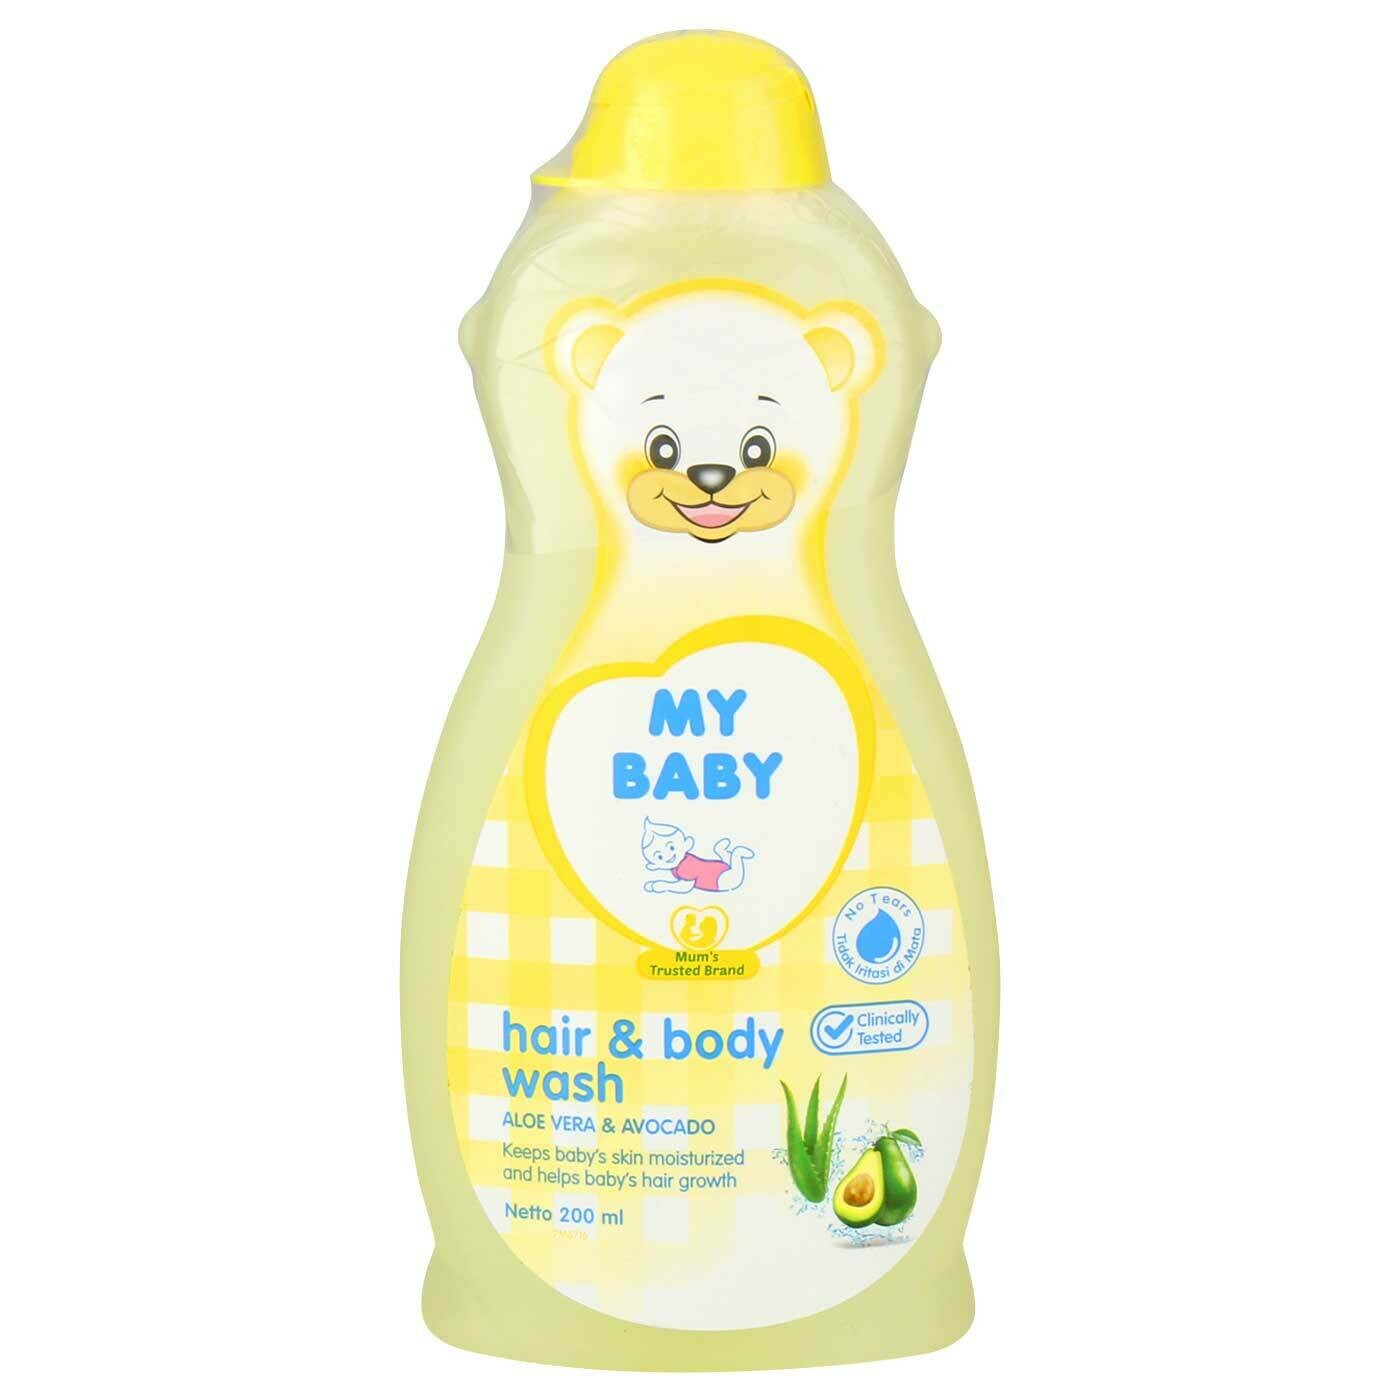 MY
BABY
Mum's
Trusted Brand
No Tears
Tidak Iritasi di Mata
Clinically
Tested
hair & body
wash
ALOE VERA & AVOCADO
Keeps baby's skin moisturized
and helps baby's hair growth
Netto 200 ml